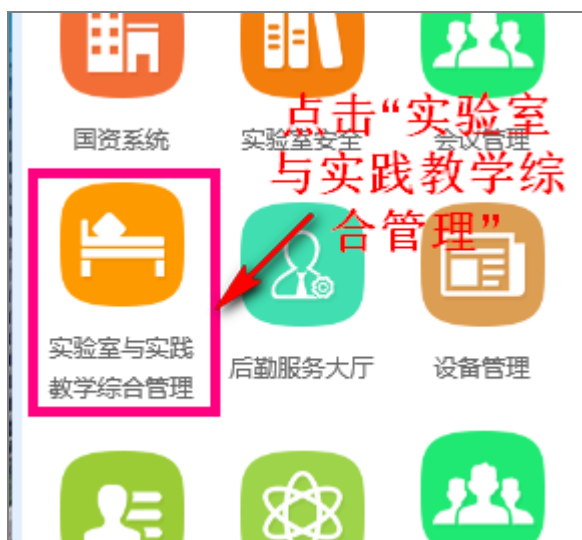 国资系统
实验室安全
会议管理
点击“实验室
与实践教学综
合管理”
实验室与实践
教学综合管理
后勤服务大厅
设备管理